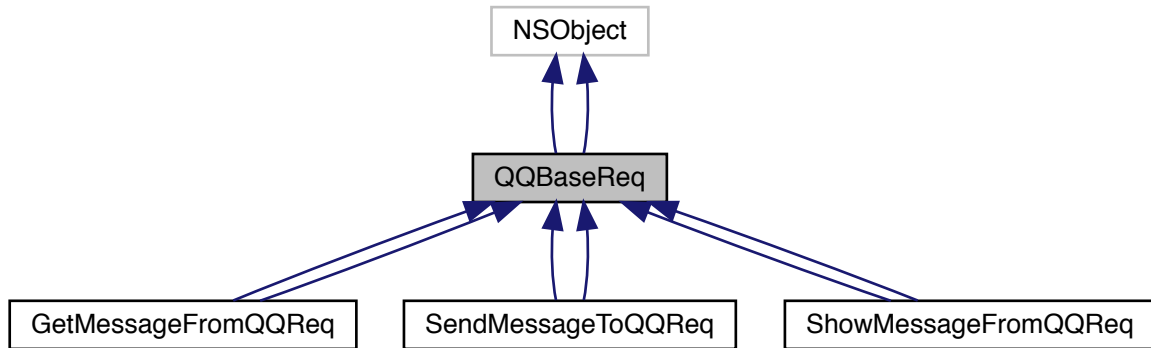 NSObject
QQBaseReq
GetMessageFromQQReq
SendMessageToQQReq
ShowMessageFromQQReq